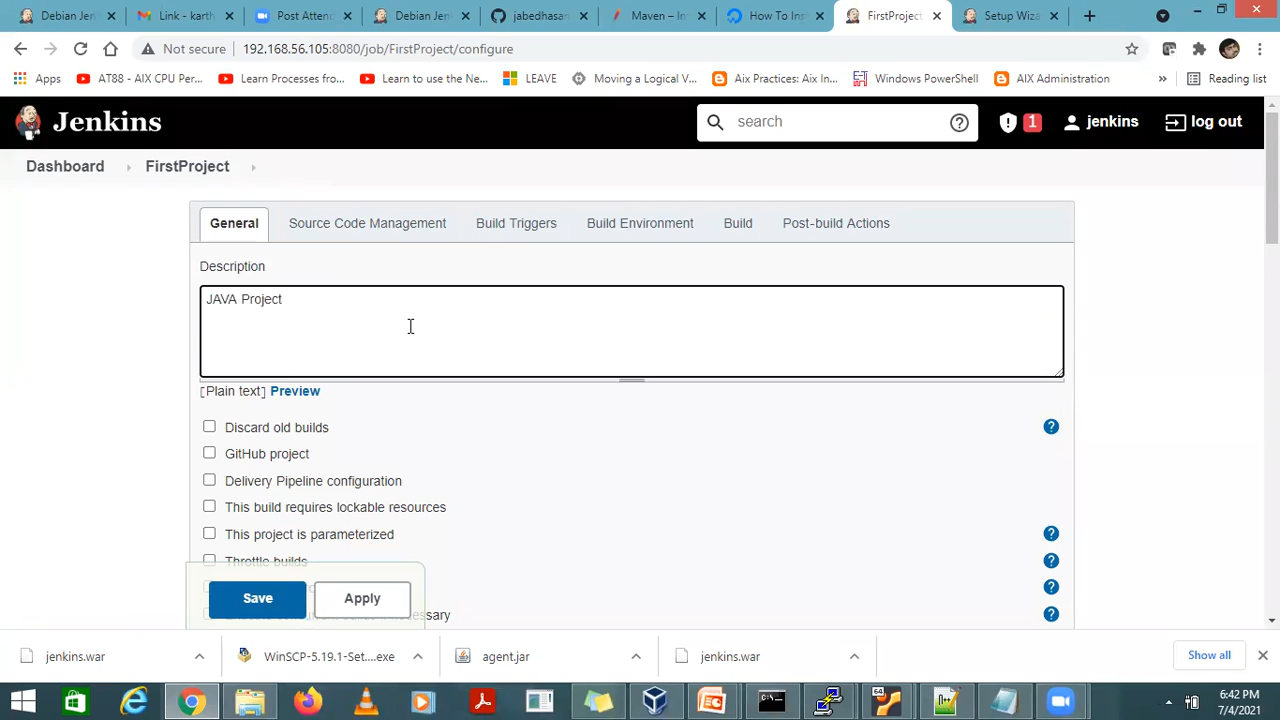 Debian Jen
Link - karth
Post Attend
Debian Jen
jabedhasan
Maven – In
How To Inst
FirstProject
Setup Wiza
Not secure
192.168.56.105:8080/job/FirstProject/configure
Apps
AT88 - AIX CPU Per...
Learn Processes fro...
Learn to use the Ne...
LEAVE
Moving a Logical V...
Aix Practices: Aix In...
Windows PowerShell
AIX Administration
»
Reading list
Jenkins
search
1
jenkins
log out
Dashboard
FirstProject
General
Source Code Management
Build Triggers
Build Environment
Build
Post-build Actions
Description
JAVA Project
[Plain text] Preview
Discard old builds
GitHub project
Delivery Pipeline configuration
This build requires lockable resources
This project is parameterized
Throttle builds
Save
Apply
jenkins.war
WinSCP-5.19.1-Set....exe
agent.jar
jenkins.war
Show all
6:42 PM
7/4/2021